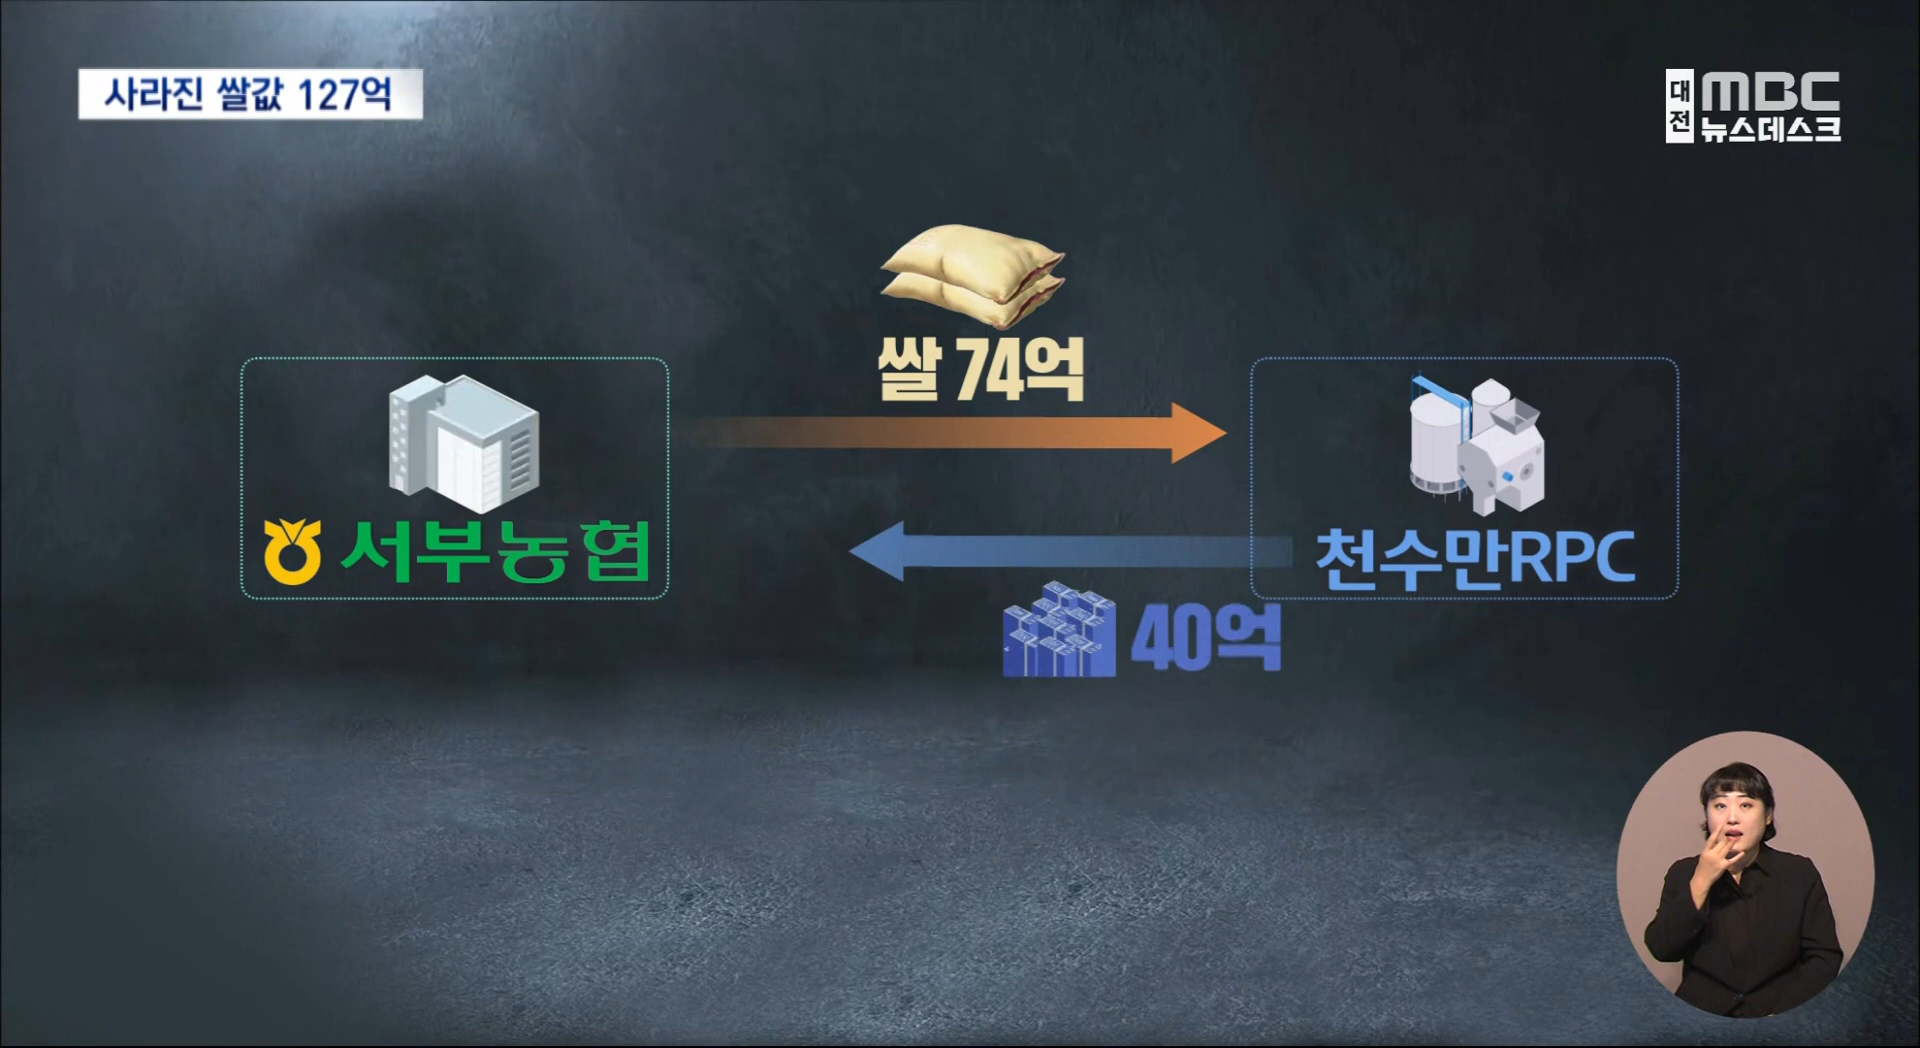 사라진 쌀값 127억
대전
MBC
뉴스데스크
쌀 74억
서부농협
천수만RPC
40억